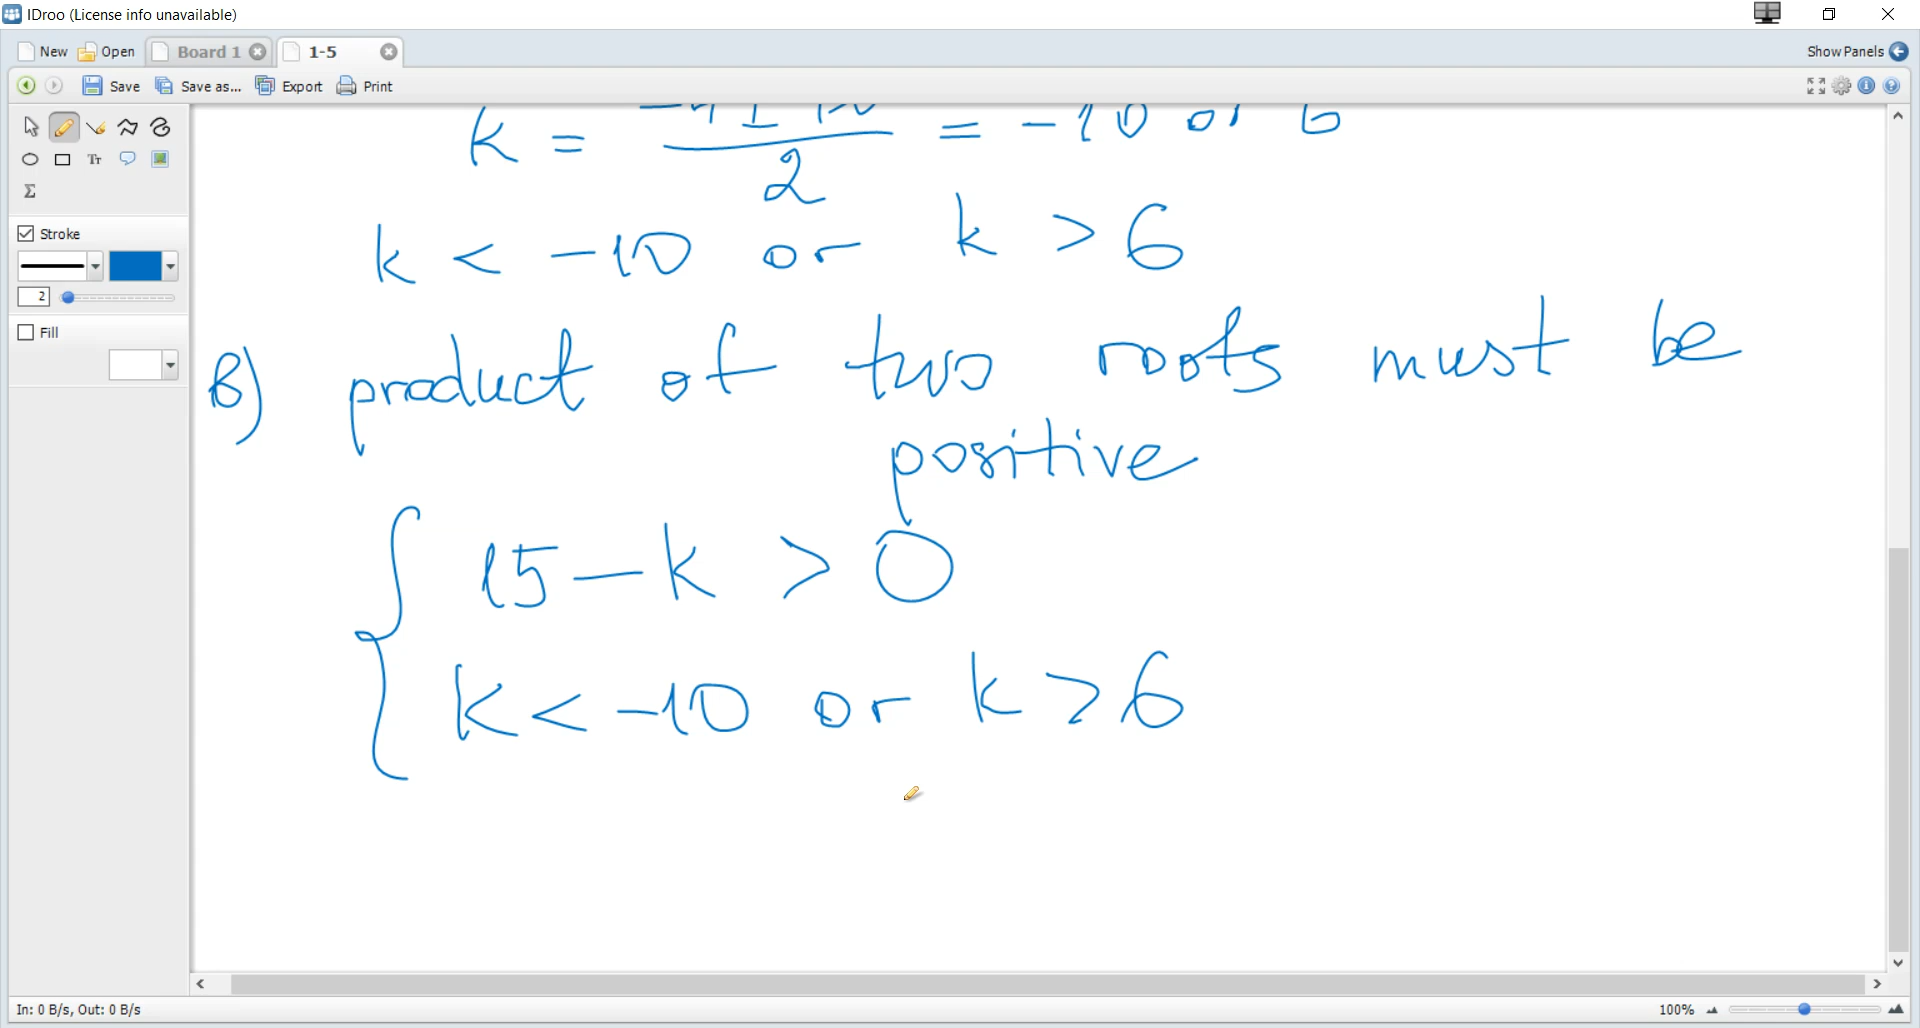 IDroo (License info unavailable)
New Open Board 1 1-5 Show Panels
Save Save as... Export Print
k = / 2 = -10 or 6
Tt
Σ
k < -10 or k > 6
Stroke
2
Fill
B) product of two roots must be
positive
15 - k > 0
k < -10 or k > 6
In: 0 B/s, Out: 0 B/s 100%